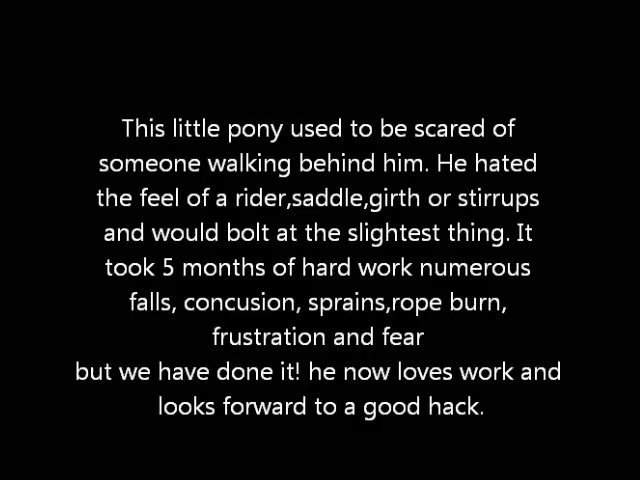 This little pony used to be scared of
someone walking behind him. He hated
the feel of a rider,saddle,girth or stirrups
and would bolt at the slightest thing. It
took 5 months of hard work numerous
falls, concusion, sprains,rope burn,
frustration and fear
but we have done it! he now loves work and
looks forward to a good hack.